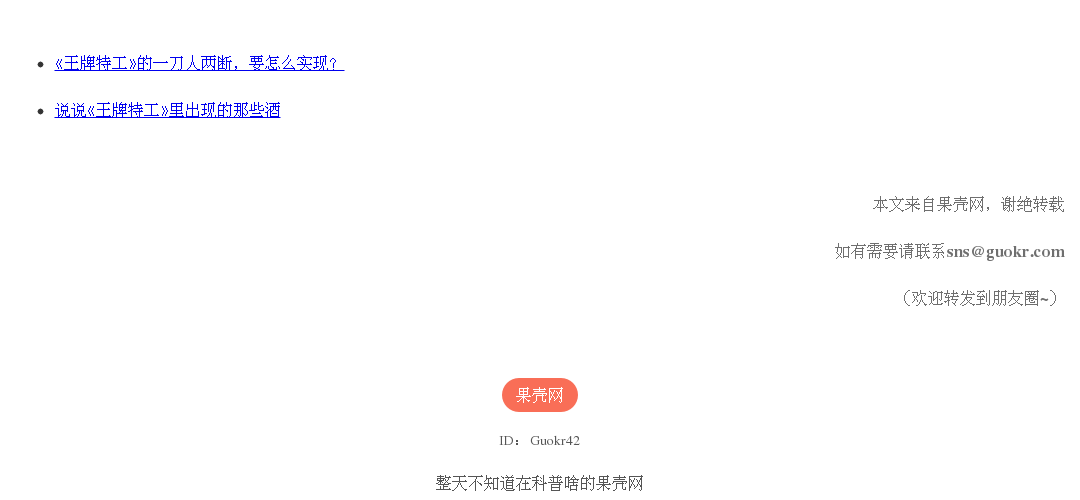 《王牌特工》的一刀人两断，要怎么实现？
说说《王牌特工》里出现的那些酒
本文来自果壳网，谢绝转载
如有需要请联系sns@guokr.com
（欢迎转发到朋友圈~）
果壳网
ID： Guokr42
整天不知道在科普啥的果壳网